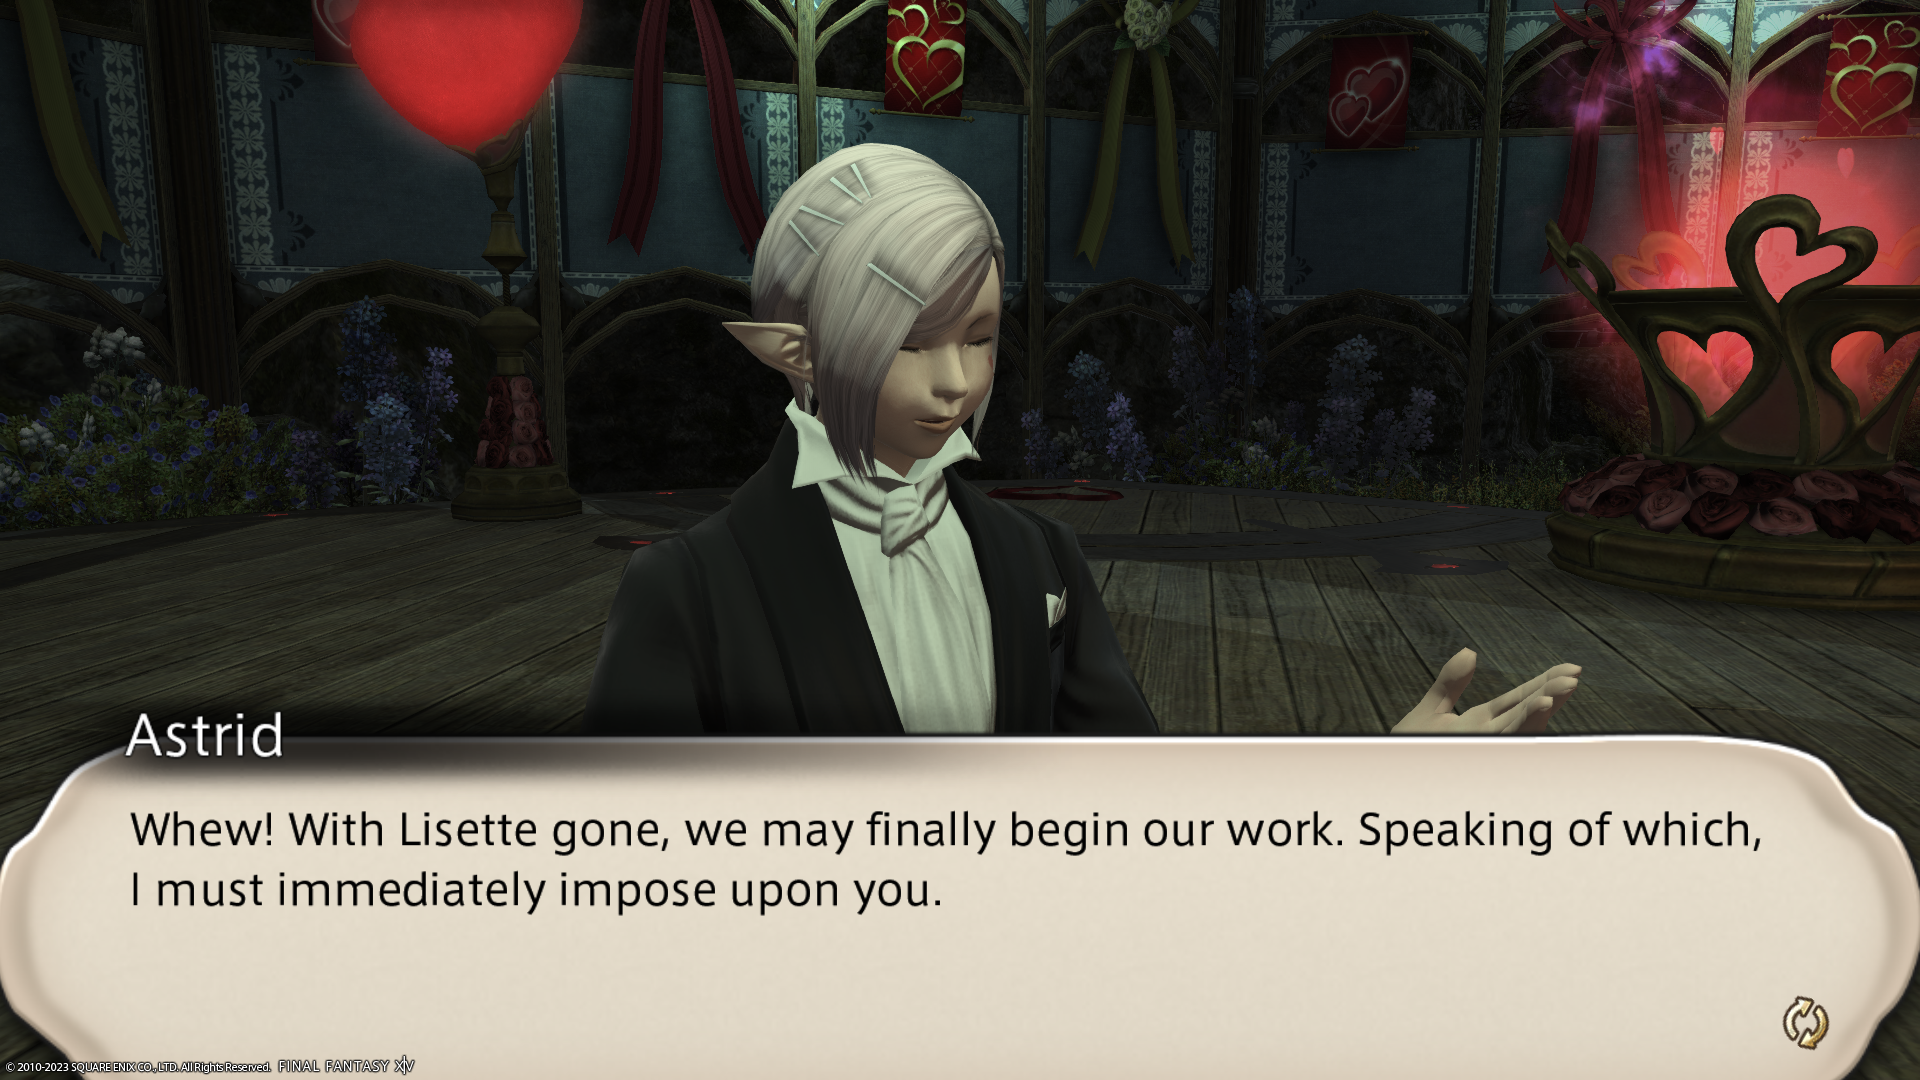 Astrid
Whew! With Lisette gone, we may finally begin our work. Speaking of which,
I must immediately impose upon you.
© 2010-2023 SQUARE ENIX CO., LTD. All Rights Reserved. FINAL FANTASY XIV